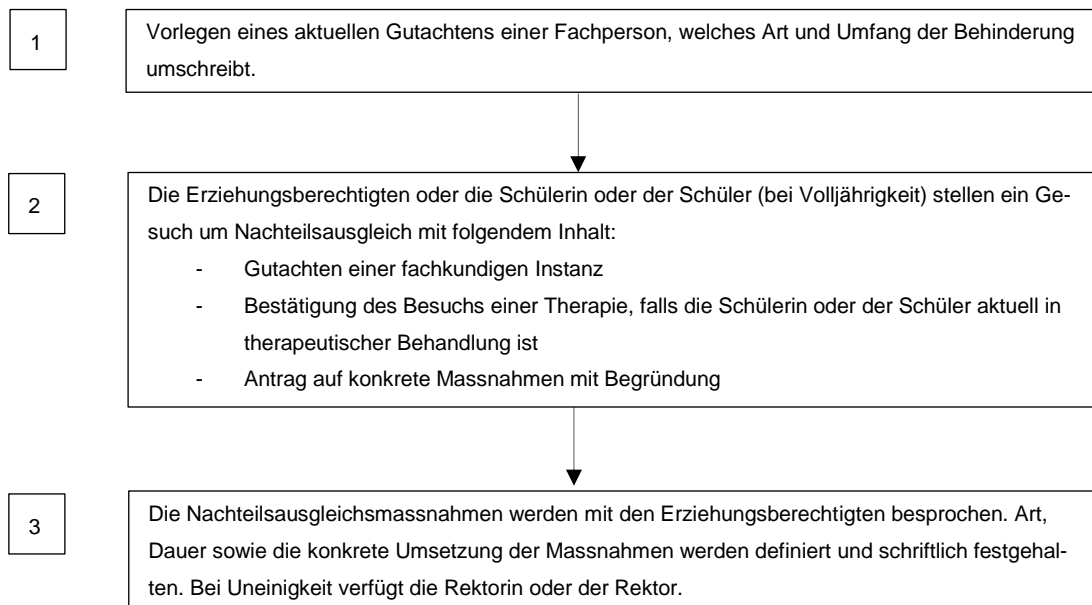 1
Vorlegen eines aktuellen Gutachtens einer Fachperson, welches Art und Umfang der Behinderung
umschreibt.
2
Die Erziehungsberechtigten oder die Schülerin oder der Schüler (bei Volljährigkeit) stellen ein Ge-
such um Nachteilsausgleich mit folgendem Inhalt:
- Gutachten einer fachkundigen Instanz
- Bestätigung des Besuchs einer Therapie, falls die Schülerin oder der Schüler aktuell in
therapeutischer Behandlung ist
- Antrag auf konkrete Massnahmen mit Begründung
3
Die Nachteilsausgleichsmassnahmen werden mit den Erziehungsberechtigten besprochen. Art,
Dauer sowie die konkrete Umsetzung der Massnahmen werden definiert und schriftlich festgehal-
ten. Bei Uneinigkeit verfügt die Rektorin oder der Rektor.